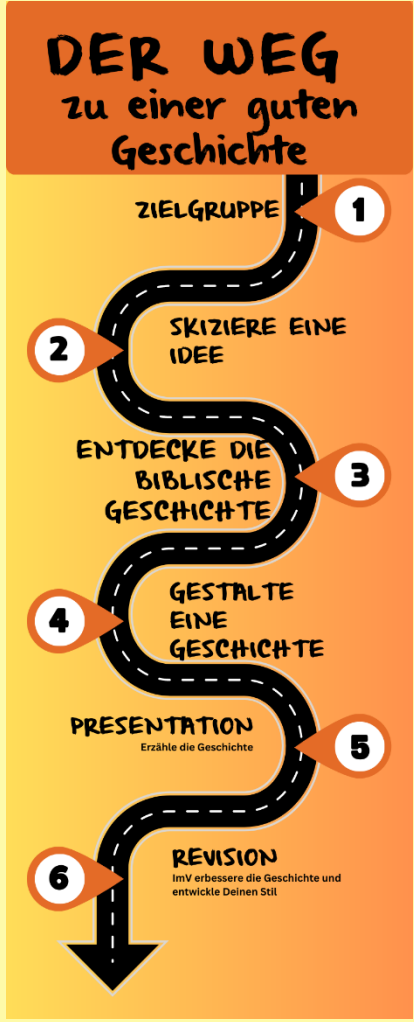 DER WEG
zu einer guten
Geschichte
ZIELGRUPPE
1
SKIZIERE EINE
IDEE
2
ENTDECKE DIE
BIBLISCHE
GESCHICHTE
3
GESTALTE
EINE
GESCHICHTE
4
PRESENTATION
Erzähle die Geschichte
5
REVISION
ImV erbessere die Geschichte und
entwickle Deinen Stil
6